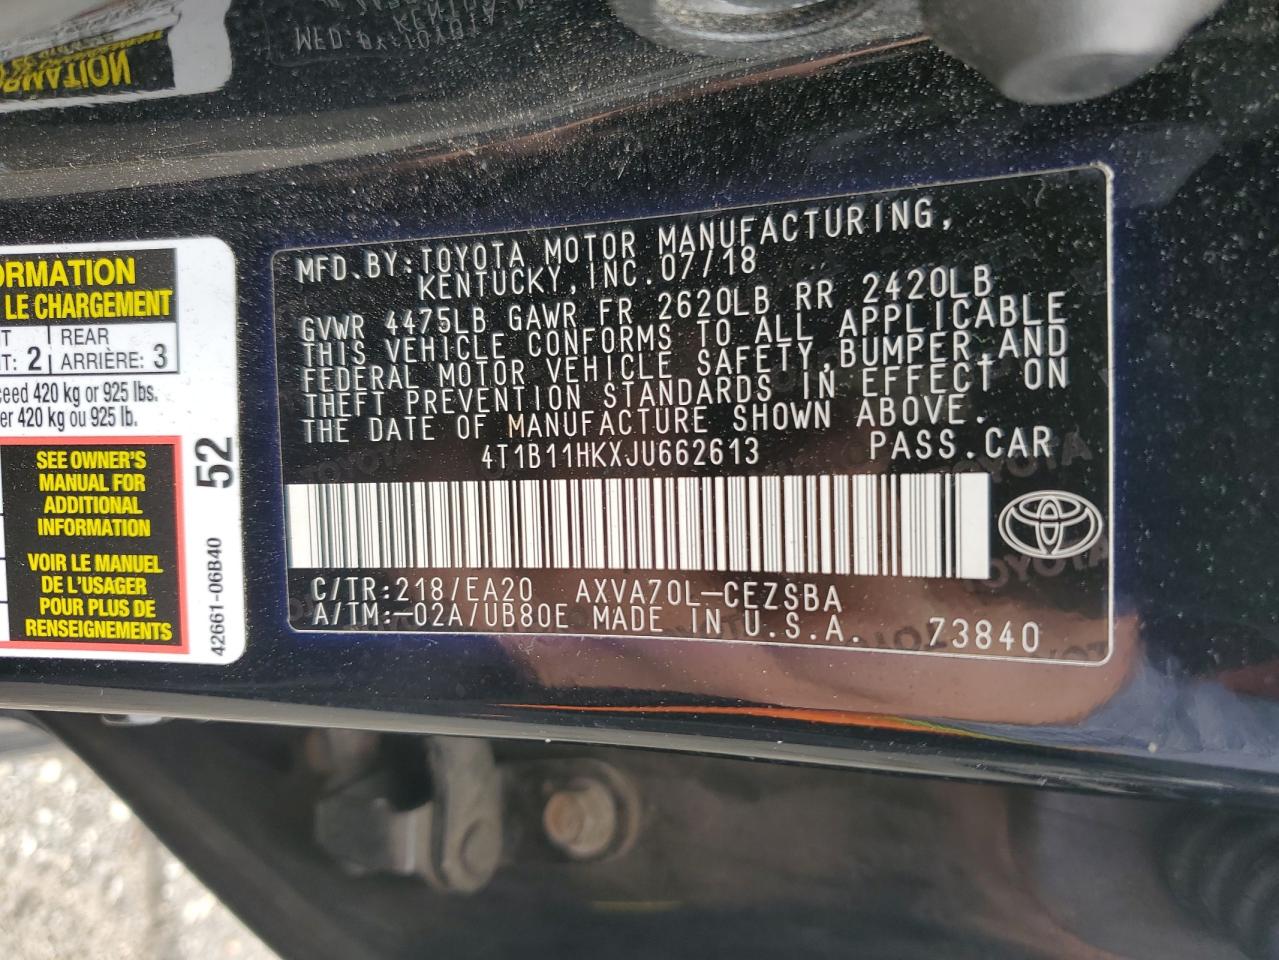 MFD.BY:TOYOTA MOTOR MANUFACTURING,
KENTUCKY,INC.07/18
GVWR 4475LB GAWR FR 2620LB RR 2420LB
THIS VEHICLE CONFORMS TO ALL APPLICABLE
FEDERAL MOTOR VEHICLE SAFETY,BUMPER,AND
THEFT PREVENTION STANDARDS IN EFFECT ON
THE DATE OF MANUFACTURE SHOWN ABOVE.
4T1B11HKXJU662613 PASS.CAR
C/TR:218/EA20 AXVA70L-CEZSBA
A/TM:-02A/UB80E MADE IN U.S.A. Z3840
ORMATION
LE CHARGEMENT
REAR
: 2 ARRIÈRE: 3
ceed 420 kg or 925 lbs.
er 420 kg ou 925 lb.
SEE OWNER'S
MANUAL FOR
ADDITIONAL
INFORMATION
VOIR LE MANUEL
DE L'USAGER
POUR PLUS DE
RENSEIGNEMENTS
52
42661-06B40